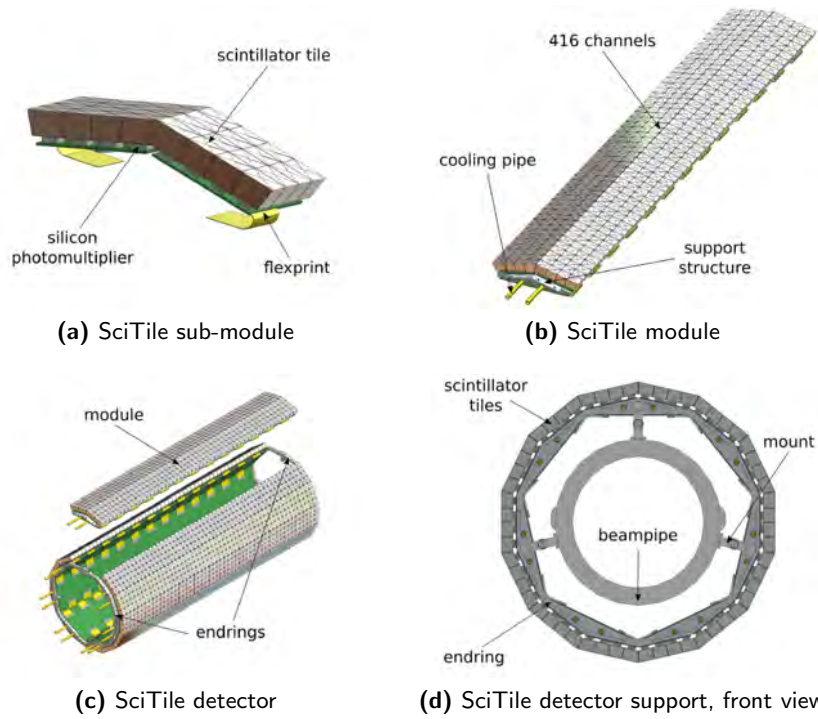 scintillator tile
silicon
photomultiplier
flexprint
(a) SciTile sub-module
416 channels
cooling pipe
support
structure
(b) SciTile module
module
endrings
(c) SciTile detector
scintillator
tiles
mount
beampipe
endring
(d) SciTile detector support, front view